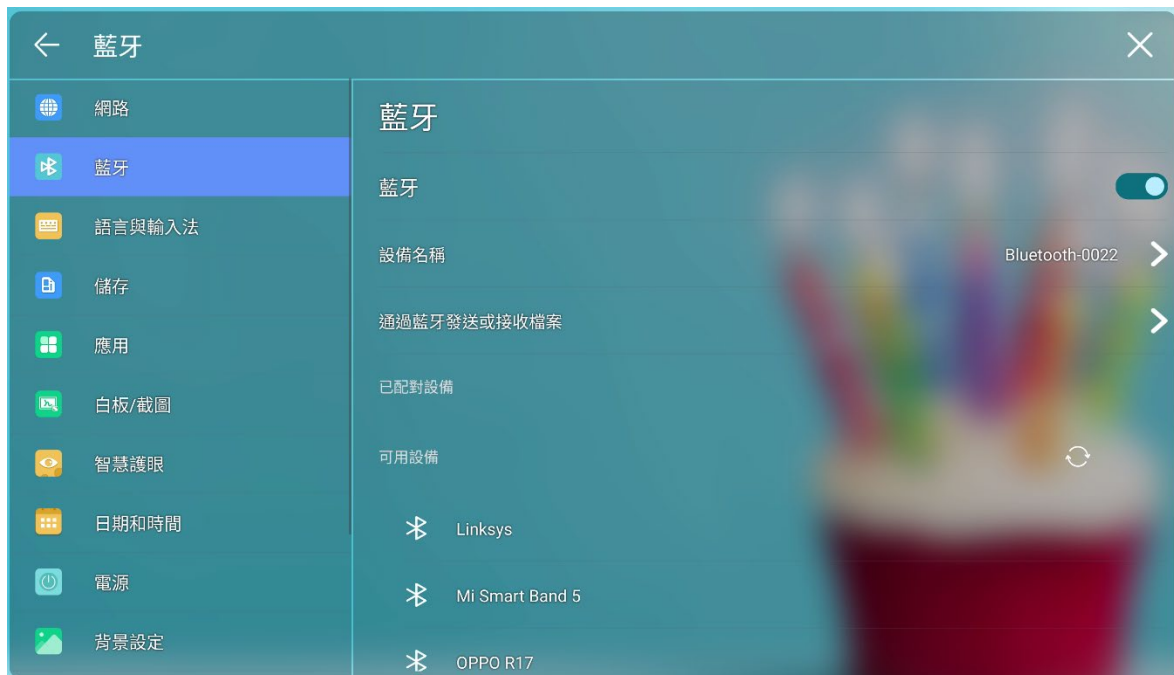 藍牙
網路
藍牙
語言與輸入法
儲存
應用
白板/截圖
智慧護眼
日期和時間
電源
背景設定
藍牙
藍牙
設備名稱 Bluetooth-0022
通過藍牙發送或接收檔案
已配對設備
可用設備
Linksys
Mi Smart Band 5
OPPO R17